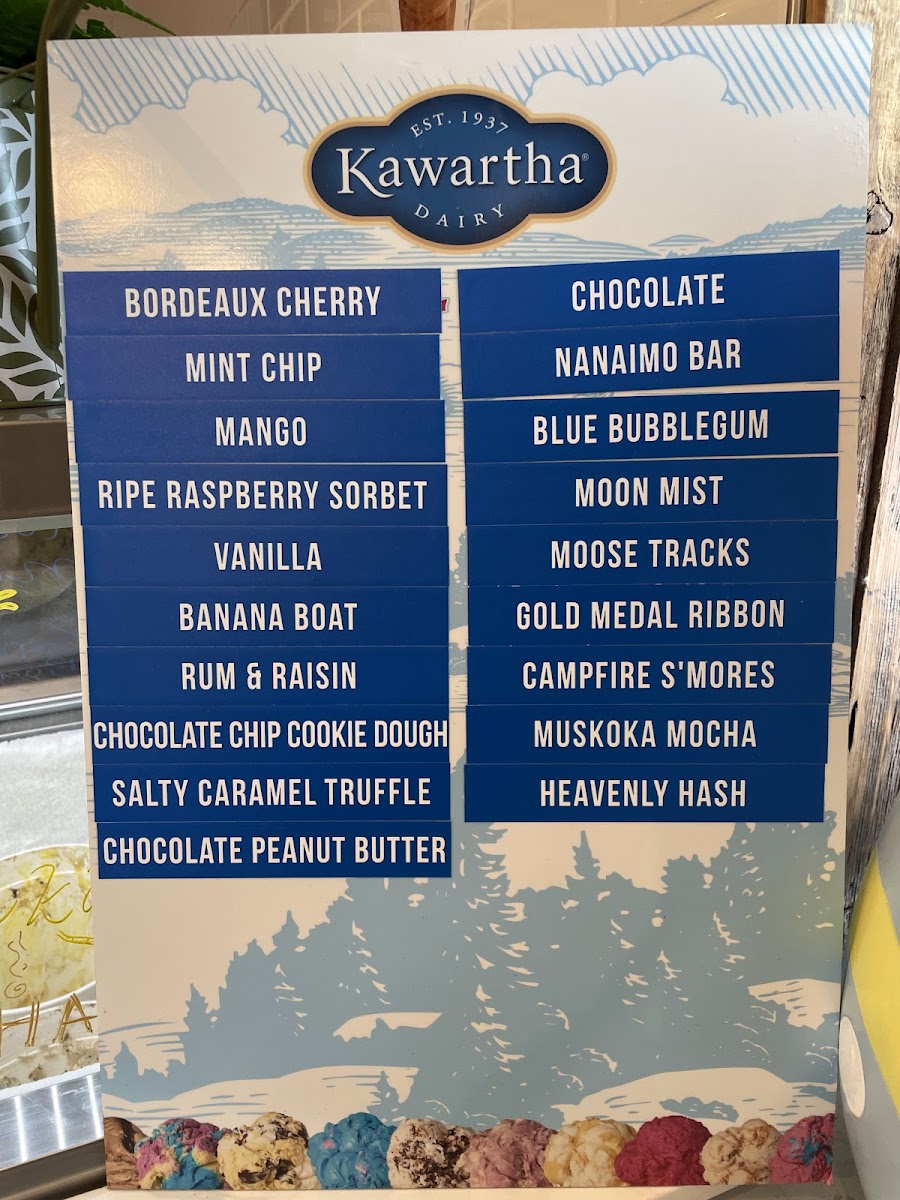 EST. 1937
Kawartha®
DAIRY
BORDEAUX CHERRY
MINT CHIP
MANGO
RIPE RASPBERRY SORBET
VANILLA
BANANA BOAT
RUM & RAISIN
CHOCOLATE CHIP COOKIE DOUGH
SALTY CARAMEL TRUFFLE
CHOCOLATE PEANUT BUTTER
CHOCOLATE
NANAIMO BAR
BLUE BUBBLEGUM
MOON MIST
MOOSE TRACKS
GOLD MEDAL RIBBON
CAMPFIRE S'MORES
MUSKOKA MOCHA
HEAVENLY HASH